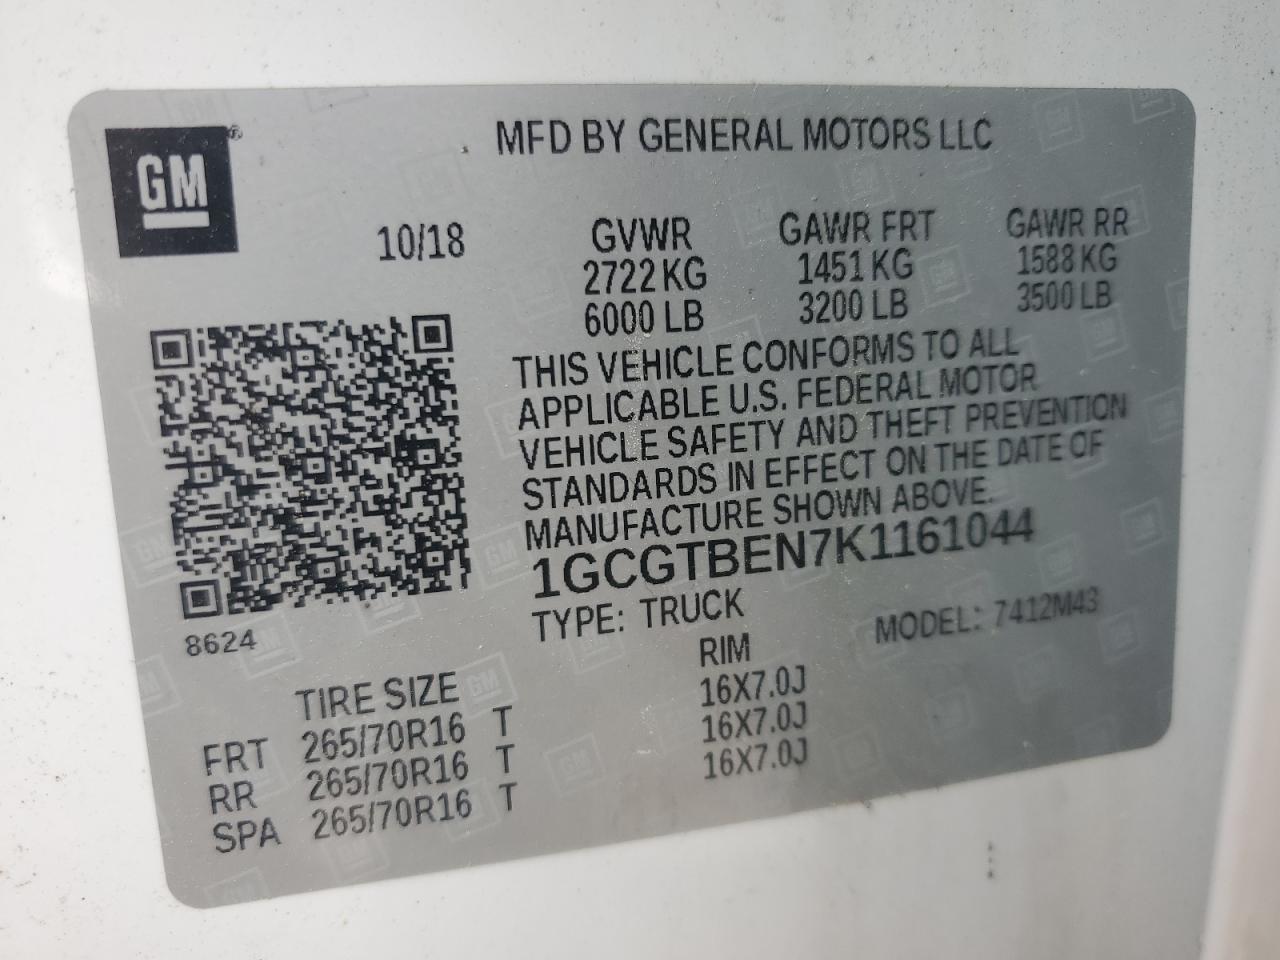 GM®
MFD BY GENERAL MOTORS LLC
10/18
GVWR GAWR FRT GAWR RR
2722 KG 1451 KG 1588 KG
6000 LB 3200 LB 3500 LB
THIS VEHICLE CONFORMS TO ALL
APPLICABLE U.S. FEDERAL MOTOR
VEHICLE SAFETY AND THEFT PREVENTION
STANDARDS IN EFFECT ON THE DATE OF
MANUFACTURE SHOWN ABOVE.
1GCGTBEN7K1161044
TYPE: TRUCK MODEL: 7412M43
8624
TIRE SIZE RIM
FRT 265/70R16 T 16X7.0J
RR 265/70R16 T 16X7.0J
SPA 265/70R16 T 16X7.0J